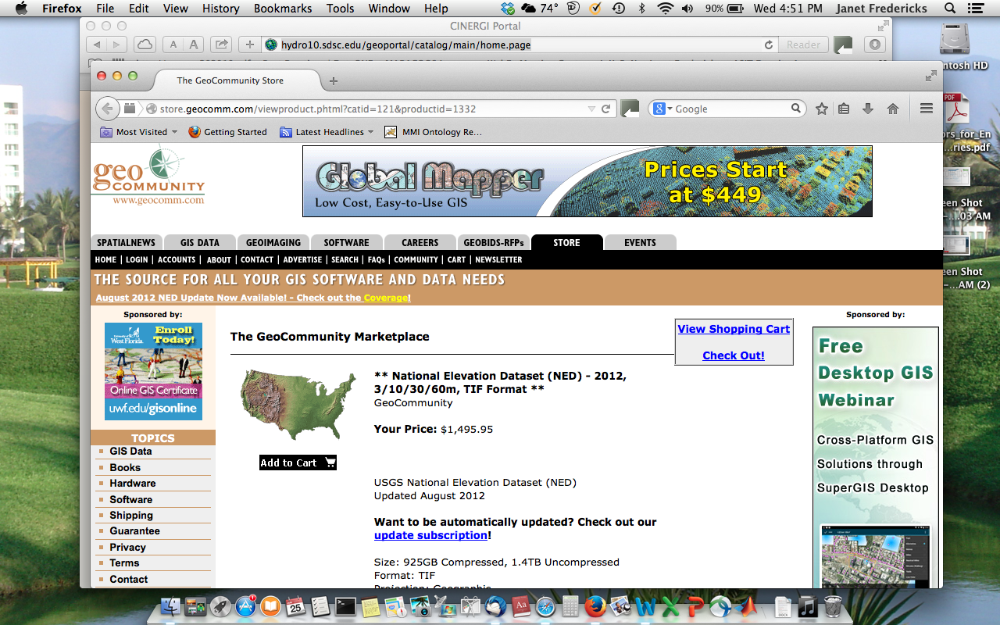 Firefox File Edit View History Bookmarks Tools Window Help 74° 90% Wed 4:51 PM Janet Fredericks
CINERGI Portal
hydro10.sdsc.edu/geoportal/catalog/main/home.page Reader
The GeoCommunity Store
store.geocomm.com/viewproduct.phtml?catid=121&productid=1332 Google
Most Visited Getting Started Latest Headlines MMI Ontology Re...
geo
COMMUNITY
www.geocomm.com
Global Mapper
Low Cost, Easy-to-Use GIS
Prices Start
at $449
SPATIALNEWS GIS DATA GEOIMAGING SOFTWARE CAREERS GEOBIDS-RFPs STORE EVENTS
HOME | LOGIN | ACCOUNTS | ABOUT | CONTACT | ADVERTISE | SEARCH | FAQs | COMMUNITY | CART | NEWSLETTER
THE SOURCE FOR ALL YOUR GIS SOFTWARE AND DATA NEEDS
August 2012 NED Update Now Available! - Check out the Coverage!
Sponsored by:
University of
West Florida
Enroll
Today!
Online GIS Certificate
uwf.edu/gisonline
TOPICS
GIS Data
Books
Hardware
Software
Shipping
Guarantee
Privacy
Terms
Contact
The GeoCommunity Marketplace
View Shopping Cart
Check Out!
** National Elevation Dataset (NED) - 2012,
3/10/30/60m, TIF Format **
GeoCommunity
Your Price: $1,495.95
Add to Cart
USGS National Elevation Dataset (NED)
Updated August 2012
Want to be automatically updated? Check out our
update subscription!
Size: 925GB Compressed, 1.4TB Uncompressed
Format: TIF
Projection: Geographic
Sponsored by:
Free
Desktop GIS
Webinar
Cross-Platform GIS
Solutions through
SuperGIS Desktop
ntosh HD
PDF
ors_for_En
...ries.pdf
een Shot
-...03 AM
een Shot
-...AM (2)